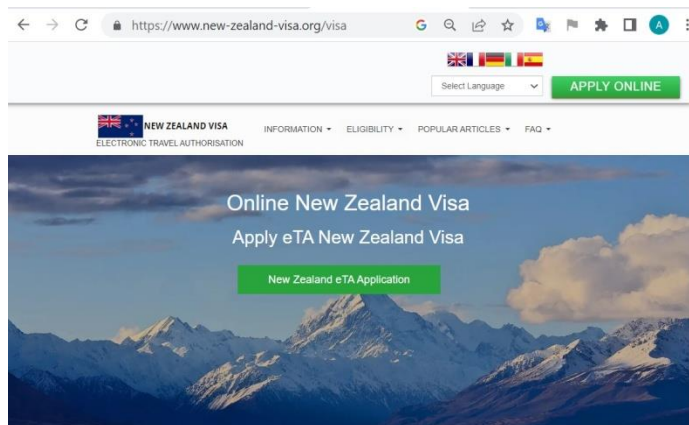 https://www.new-zealand-visa.org/visa
G
A
Select Language
APPLY ONLINE
NEW ZEALAND VISA
ELECTRONIC TRAVEL AUTHORISATION
INFORMATION
ELIGIBILITY
POPULAR ARTICLES
FAQ
Online New Zealand Visa
Apply eTA New Zealand Visa
New Zealand eTA Application